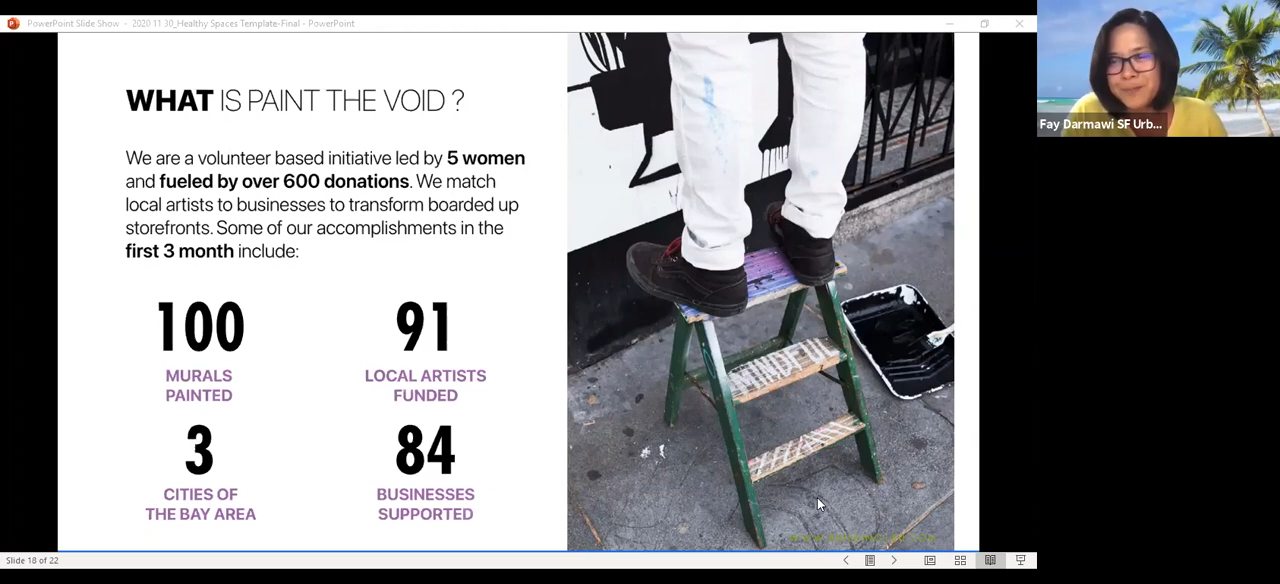 PowerPoint Slide Show - 2020 11 30_Healthy Spaces Template-Final - PowerPoint
Fay Darmawi SF Urb...
WHAT IS PAINT THE VOID ?
We are a volunteer based initiative led by 5 women
and fueled by over 600 donations. We match
local artists to businesses to transform boarded up
storefronts. Some of our accomplishments in the
first 3 month include:
100
MURALS
PAINTED
91
LOCAL ARTISTS
FUNDED
3
CITIES OF
THE BAY AREA
84
BUSINESSES
SUPPORTED
Slide 18 of 22